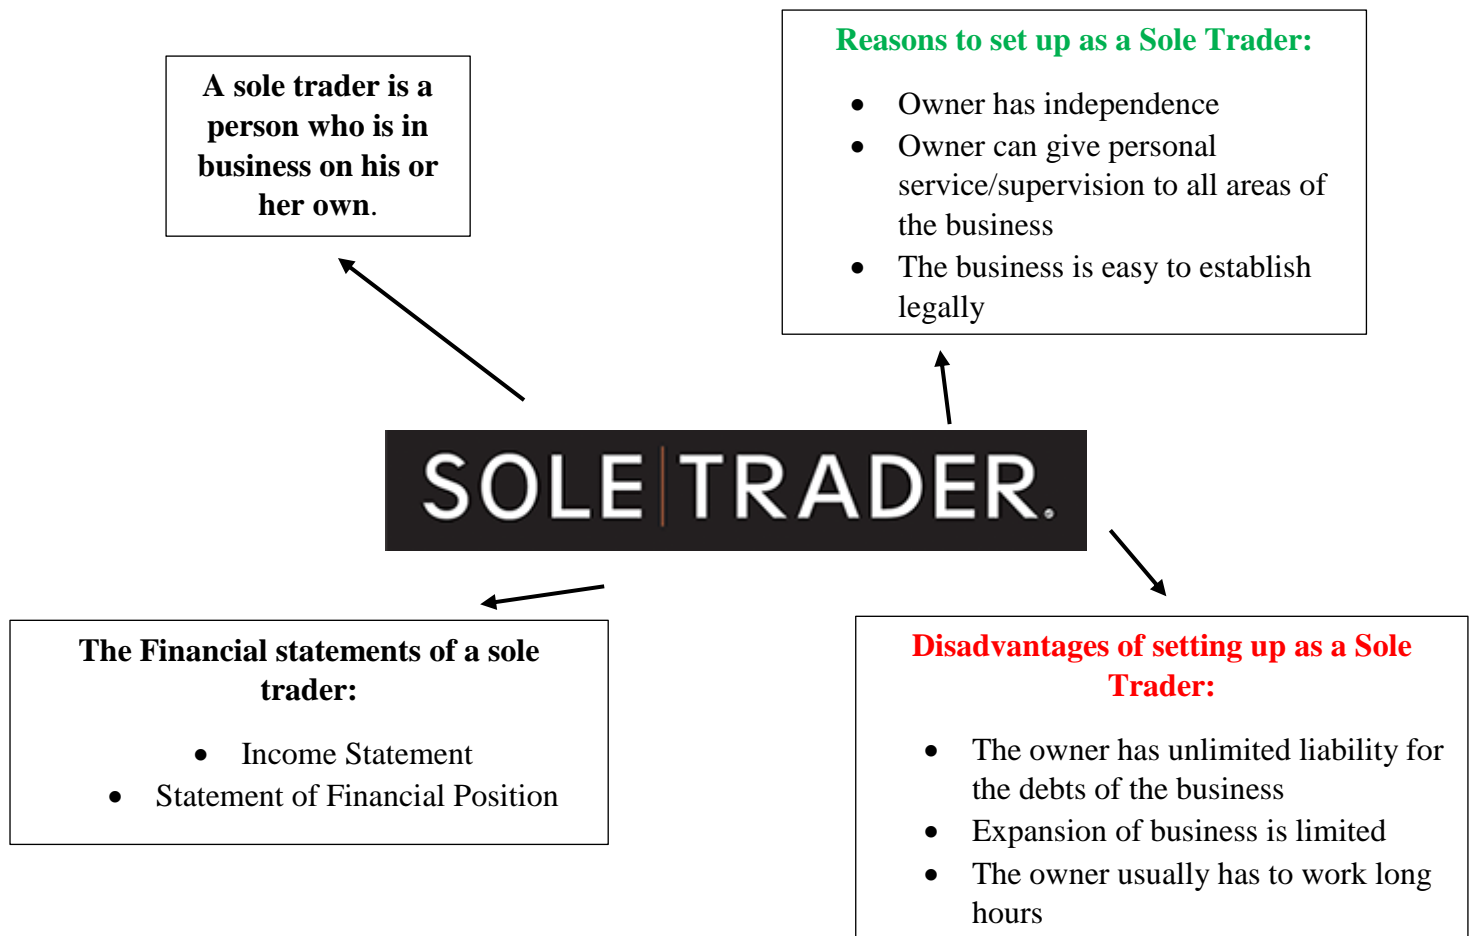 A sole trader is a
person who is in
business on his or
her own.
Reasons to set up as a Sole Trader:
• Owner has independence
• Owner can give personal
service/supervision to all areas of
the business
• The business is easy to establish
legally
SOLE|TRADER.
The Financial statements of a sole
trader:
• Income Statement
• Statement of Financial Position
Disadvantages of setting up as a Sole
Trader:
• The owner has unlimited liability for
the debts of the business
• Expansion of business is limited
• The owner usually has to work long
hours